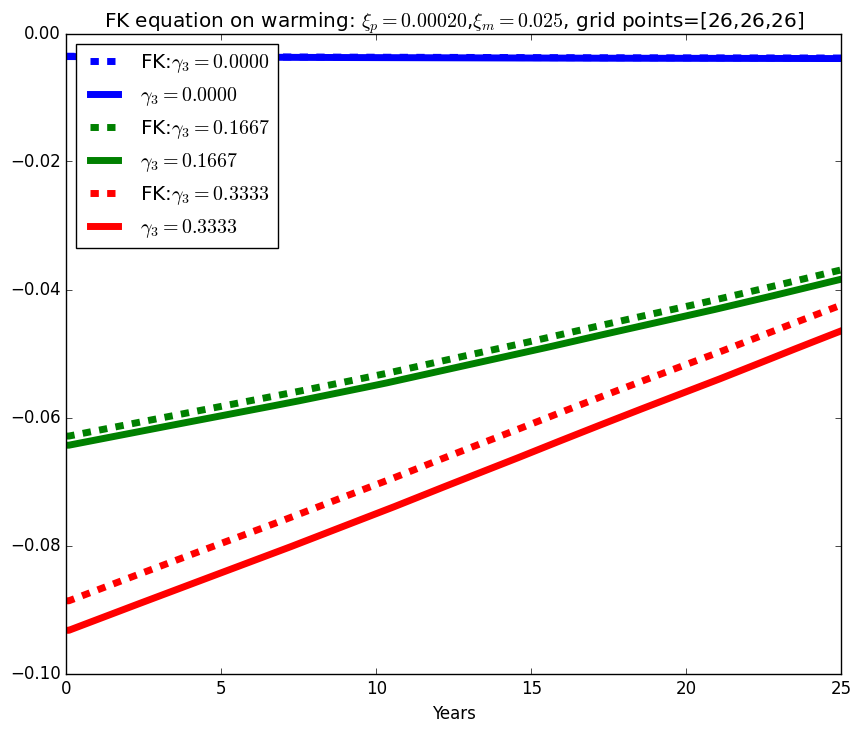 FK equation on warming: ξₚ = 0.00020,ξₘ = 0.025, grid points=[26,26,26]
0.00
−0.02
−0.04
−0.06
−0.08
−0.10
FK:γ₃ = 0.0000
γ₃ = 0.0000
FK:γ₃ = 0.1667
γ₃ = 0.1667
FK:γ₃ = 0.3333
γ₃ = 0.3333
0 5 10 15 20 25
Years